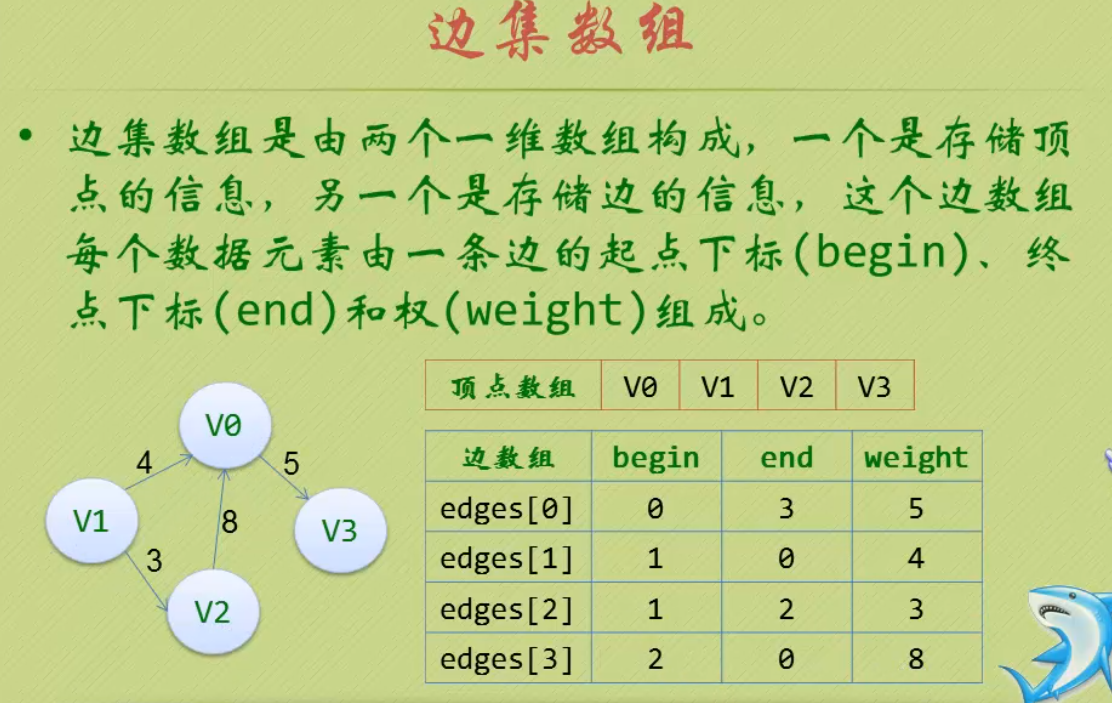 边集数组
• 边集数组是由两个一维数组构成，一个是存储顶
点的信息，另一个是存储边的信息，这个边数组
每个数据元素由一条边的起点下标(begin)、终
点下标(end)和权(weight)组成。
顶点数组 V0 V1 V2 V3
V0
4 5
V1 8 V3
3
V2
边数组 begin end weight
edges[0] 0 3 5
edges[1] 1 0 4
edges[2] 1 2 3
edges[3] 2 0 8